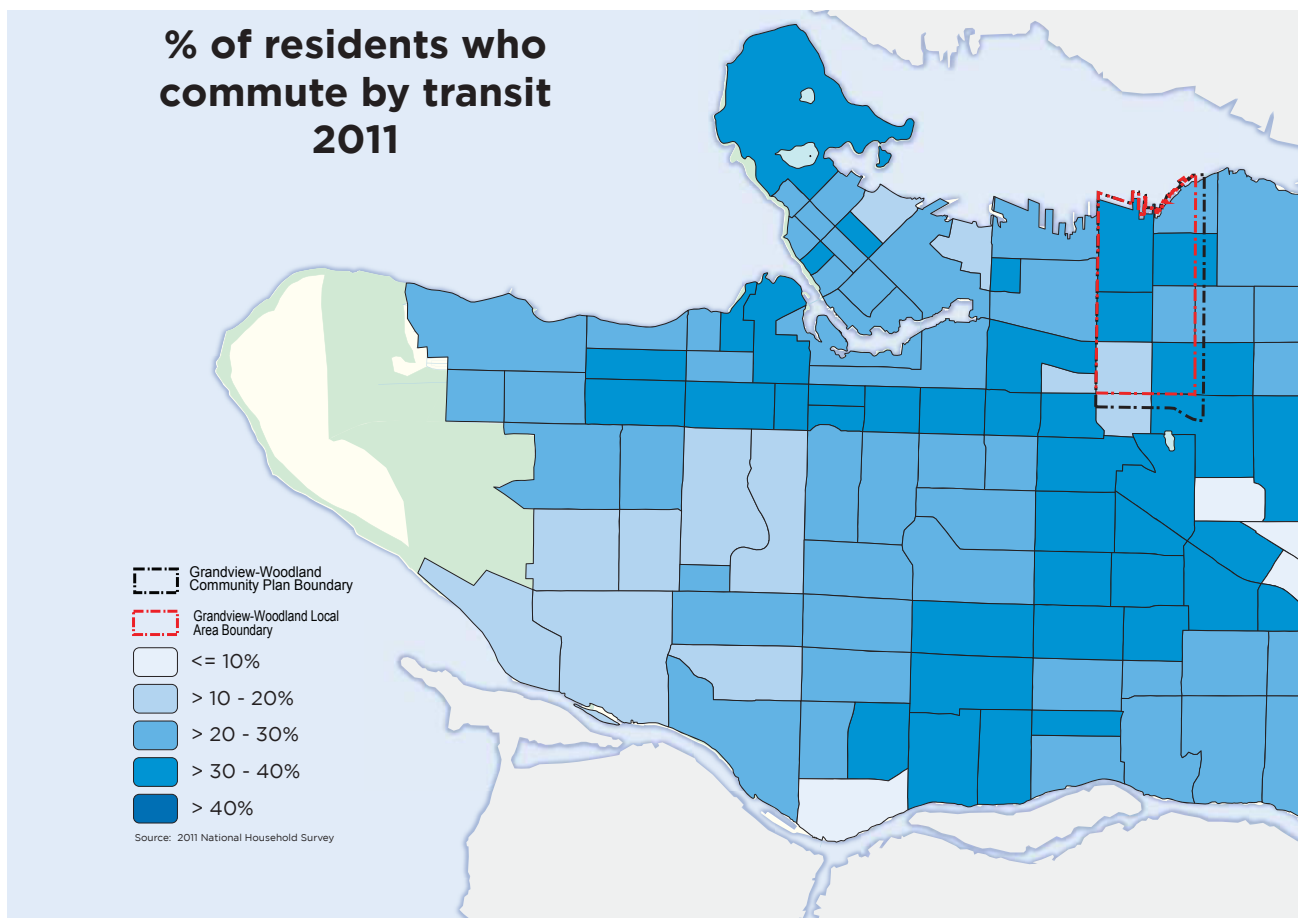 % of residents who
commute by transit
2011
Grandview-Woodland
Community Plan Boundary
Grandview-Woodland Local
Area Boundary
<= 10%
> 10 - 20%
> 20 - 30%
> 30 - 40%
> 40%
Source: 2011 National Household Survey